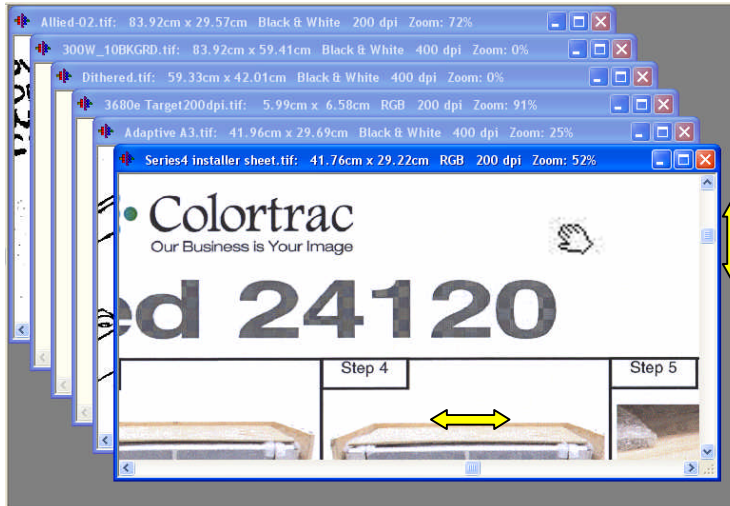 Allied-02.tif: 83.92cm x 29.57cm Black & White 200 dpi Zoom: 72%
300W_10BKGRD.tif: 83.92cm x 59.41cm Black & White 400 dpi Zoom: 0%
Dithered.tif: 59.33cm x 42.01cm Black & White 400 dpi Zoom: 0%
3680e Target200dpi.tif: 5.99cm x 6.58cm RGB 200 dpi Zoom: 91%
Adaptive A3.tif: 41.96cm x 29.69cm Black & White 400 dpi Zoom: 25%
Series4 installer sheet.tif: 41.76cm x 29.22cm RGB 200 dpi Zoom: 52%
Colortrac
Our Business is Your Image
ed 24120
Step 4
Step 5